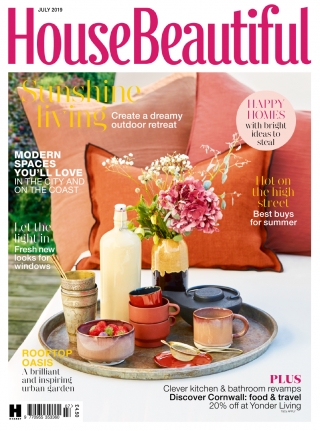 JULY 2019
HouseBeautiful
Sunshine
living
Create a dreamy
outdoor retreat
HAPPY
HOMES
with bright
ideas to
steal
MODERN
SPACES
YOU'LL LOVE
IN THE CITY AND
ON THE COAST
Hot on
the high
street
Best buys
for summer
Let the
light in
Fresh new
looks for
windows
ROOFTOP
OASIS
A brilliant
and inspiring
urban garden
PLUS
Clever kitchen & bathroom revamps
Discover Cornwall: food & travel
20% off at Yonder Living
H
£4.50
07